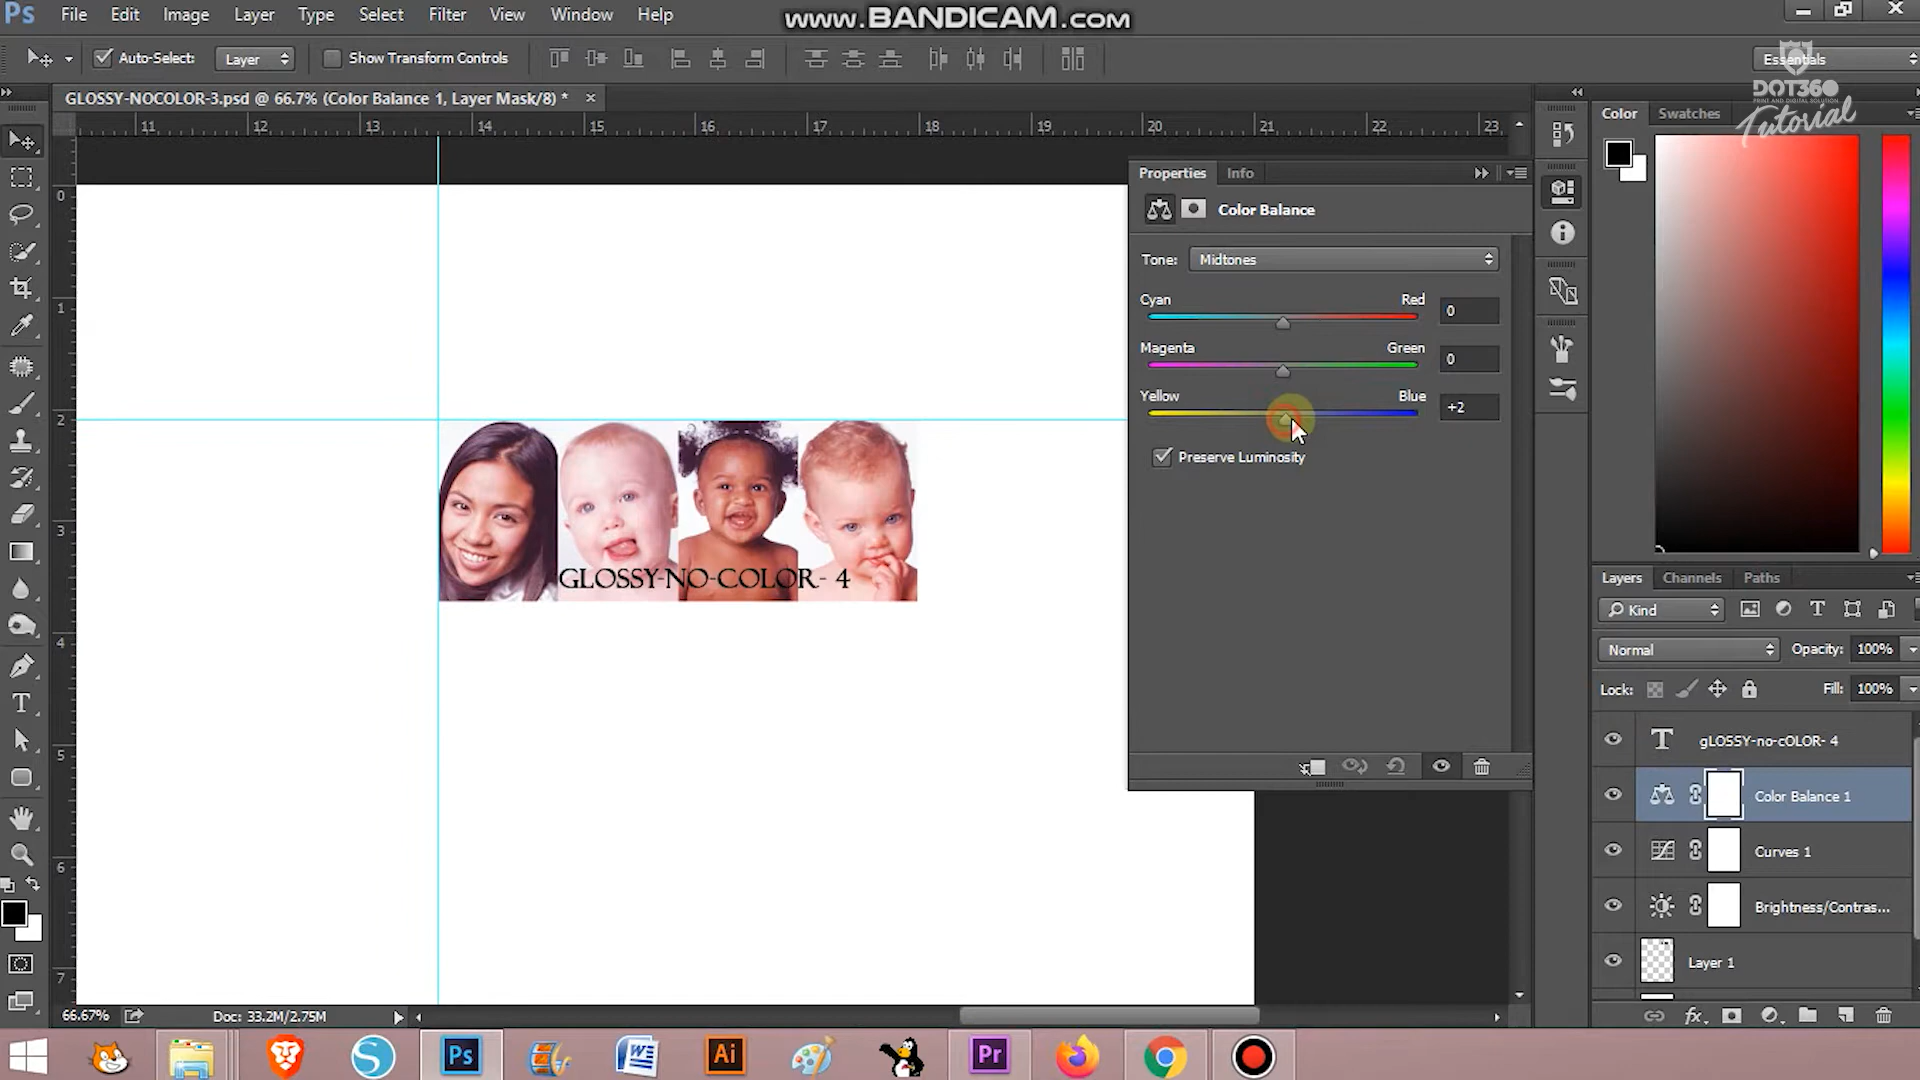 Ps File Edit Image Layer Type Select Filter View Window Help
www.BANDICAM.com
Auto-Select: Layer Show Transform Controls
Essentials
DOT360
PRINT AND DIGITAL SOLUTION
Tutorial
GLOSSY-NOCOLOR-3.psd @ 66.7% (Color Balance 1, Layer Mask/8) * ×
11 12 13 14 15 16 17 18 19 20 21 22 23
0
1
2
3
4
5
6
7
GLOSSY-NO-COLOR- 4
Properties Info
Color Balance
Tone: Midtones
Cyan Red 0
Magenta Green 0
Yellow Blue +2
Preserve Luminosity
Color Swatches
Layers Channels Paths
Kind
Normal Opacity: 100%
Lock: Fill: 100%
T gLOSSY-no-cOLOR- 4
Color Balance 1
Curves 1
Brightness/Contras...
Layer 1
fx
66.67% Doc: 33.2M/2.75M
S Ps W Ai Pr